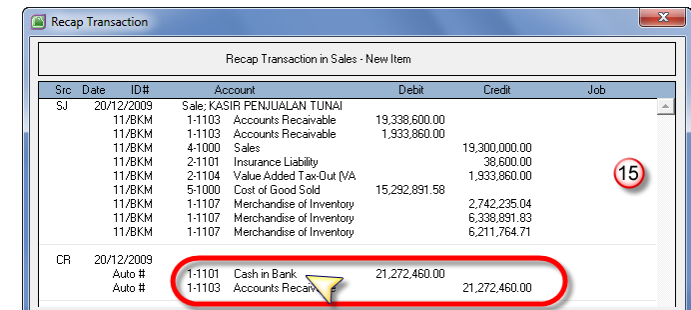 Recap Transaction
x
Recap Transaction in Sales - New Item
Src Date ID# Account Debit Credit Job
SJ 20/12/2009 Sale; KASIR PENJUALAN TUNAI
11/BKM 1-1103 Accounts Recaivable 19,338,600.00
11/BKM 1-1103 Accounts Recaivable 1,933,860.00
11/BKM 4-1000 Sales 19,300,000.00
11/BKM 2-1101 Insurance Liability 38,600.00
11/BKM 2-1104 Value Added Tax-Out (VA 1,933,860.00
11/BKM 5-1000 Cost of Good Sold 15,292,891.58
11/BKM 1-1107 Merchandise of Inventory 2,742,235.04
11/BKM 1-1107 Merchandise of Inventory 6,338,891.83
11/BKM 1-1107 Merchandise of Inventory 6,211,764.71
15
CR 20/12/2009
Auto # 1-1101 Cash in Bank 21,272,460.00
Auto # 1-1103 Accounts 21,272,460.00